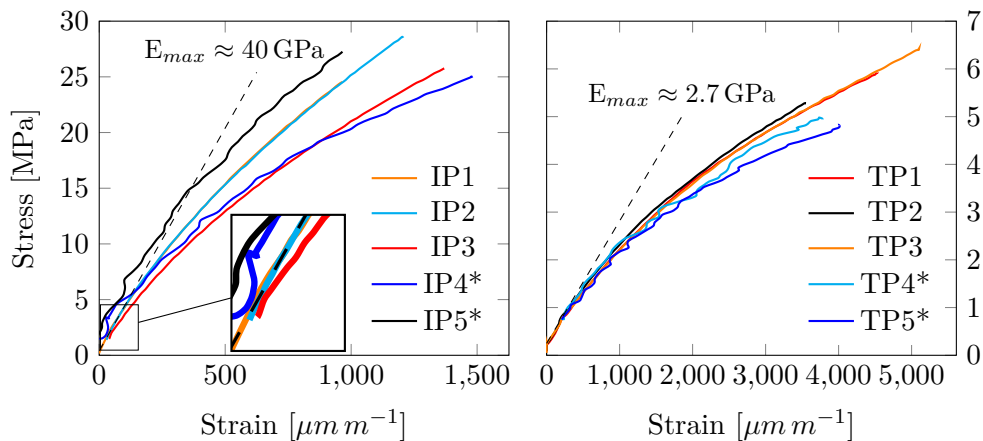 30
25
20
15
10
5
0
Stress [MPa]
E_max ≈ 40 GPa
IP1
IP2
IP3
IP4*
IP5*
0 500 1,000 1,500
Strain [μm m⁻¹]
E_max ≈ 2.7 GPa
TP1
TP2
TP3
TP4*
TP5*
7
6
5
4
3
2
1
0
0 1,000 2,000 3,000 4,000 5,000
Strain [μm m⁻¹]